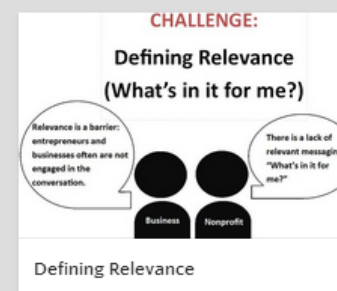 CHALLENGE:
Defining Relevance
(What's in it for me?)
Relevance is a barrier:
entrepreneurs and
businesses often are not
engaged in the
conversation.
There is a lack of
relevant messagin
"What's in it for
me?"
Business
Nonprofit
Defining Relevance